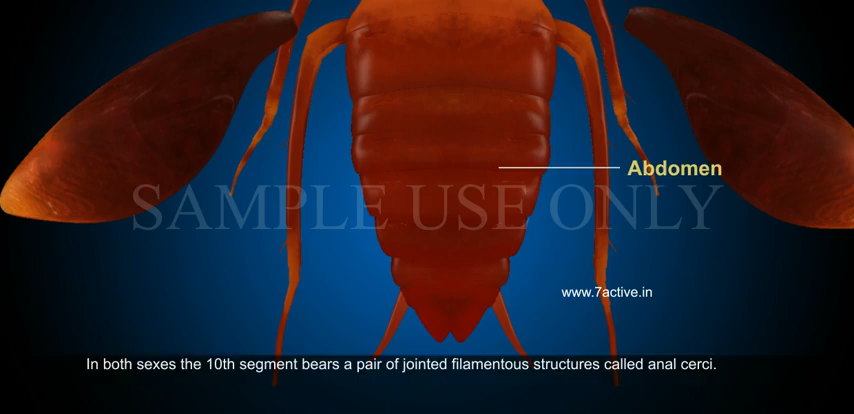 Abdomen
SAMPLE USE ONLY
www.7active.in
In both sexes the 10th segment bears a pair of jointed filamentous structures called anal cerci.